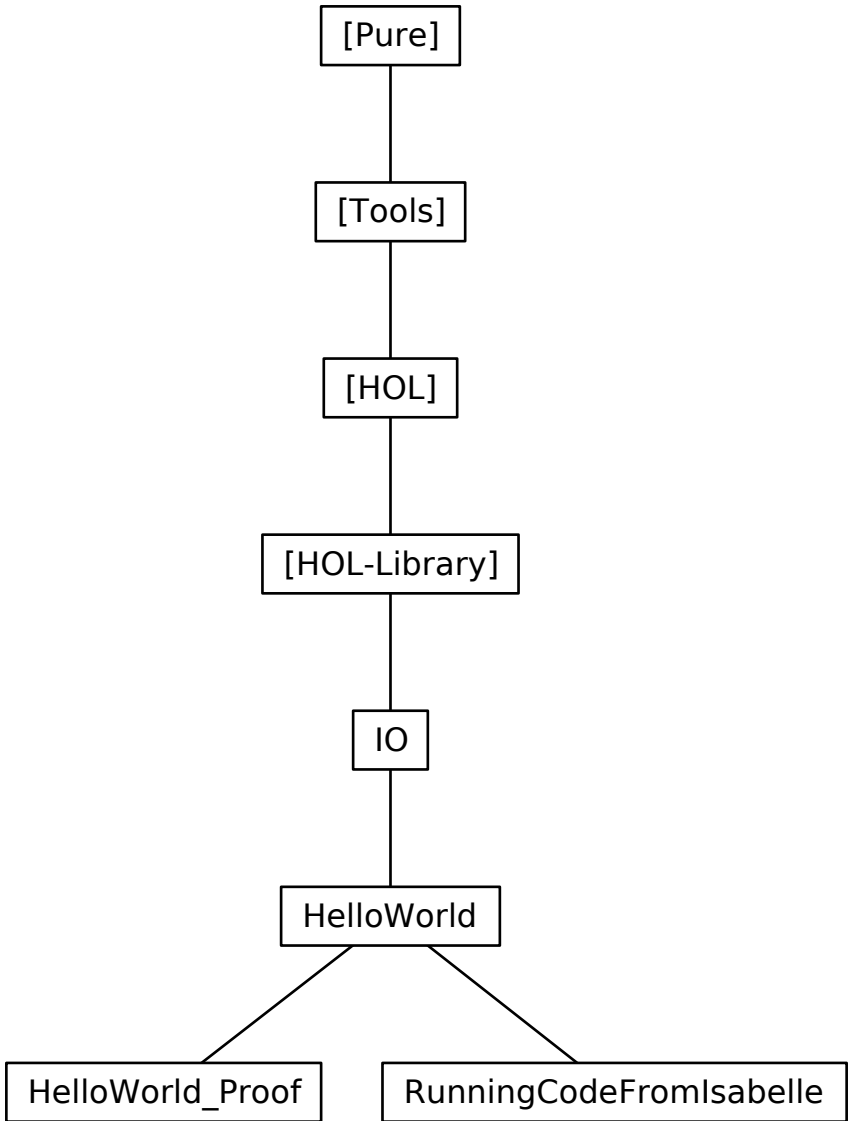 [Pure]
[Tools]
[HOL]
[HOL-Library]
IO
HelloWorld
HelloWorld_Proof
RunningCodeFromIsabelle